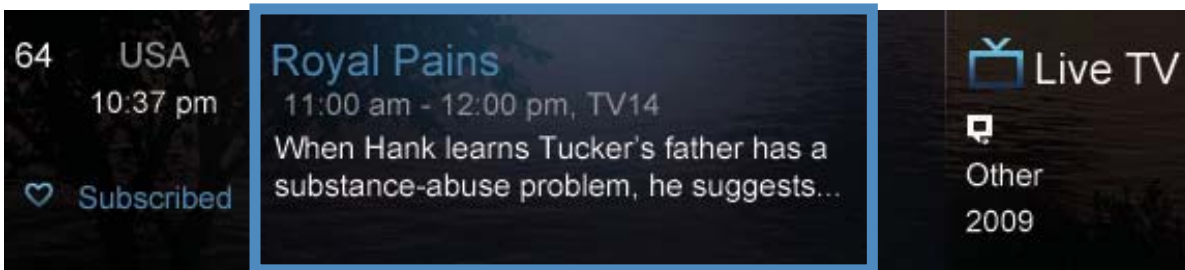 64 USA
10:37 pm
Subscribed
Royal Pains
11:00 am - 12:00 pm, TV14
When Hank learns Tucker's father has a
substance-abuse problem, he suggests...
Live TV
Other
2009